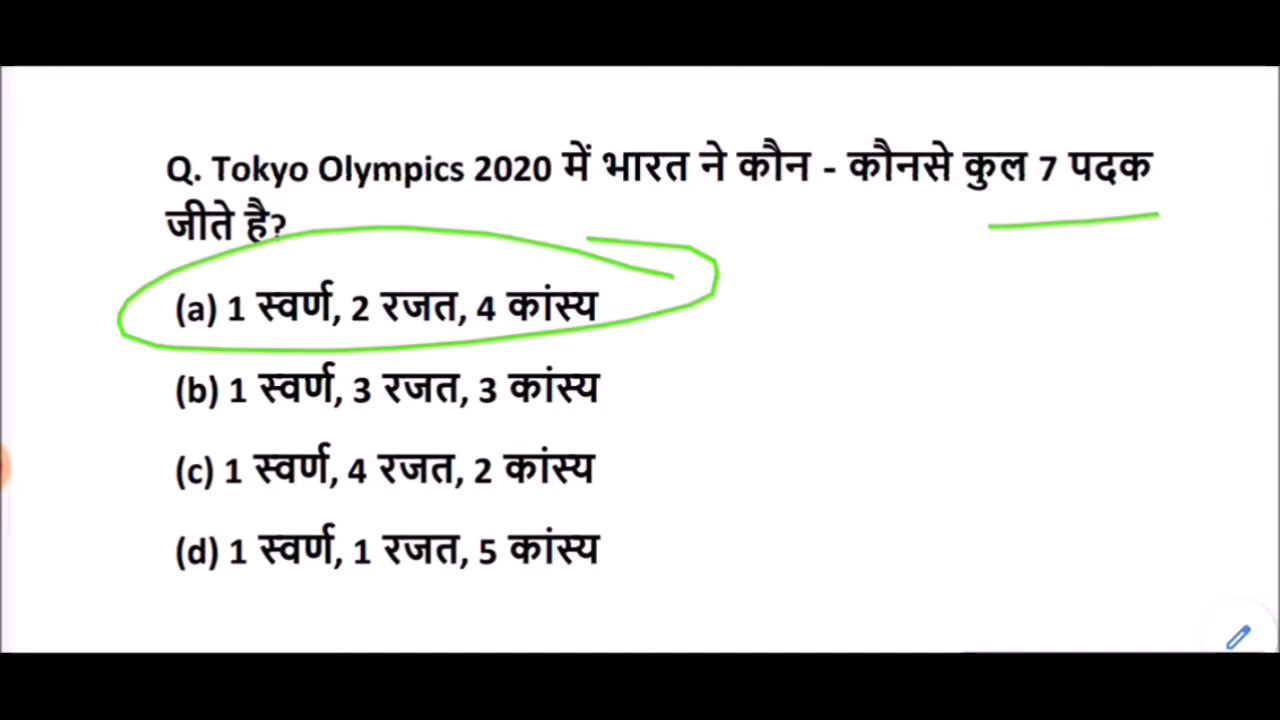 Q. Tokyo Olympics 2020 में भारत ने कौन - कौनसे कुल 7 पदक
जीते है?
(a) 1 स्वर्ण, 2 रजत, 4 कांस्य
(b) 1 स्वर्ण, 3 रजत, 3 कांस्य
(c) 1 स्वर्ण, 4 रजत, 2 कांस्य
(d) 1 स्वर्ण, 1 रजत, 5 कांस्य